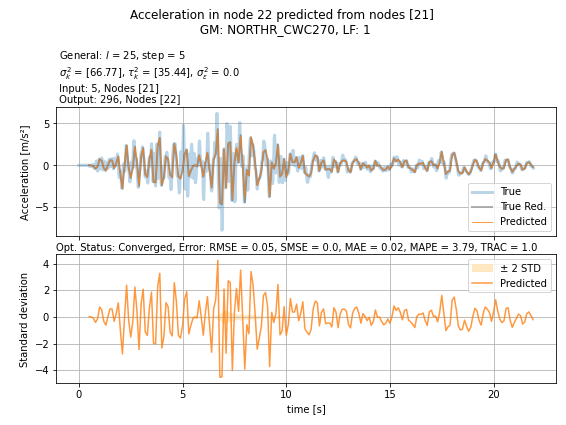 Acceleration in node 22 predicted from nodes [21]
GM: NORTHR_CWC270, LF: 1
General: l = 25, step = 5
σ²ₖ = [66.77], τ²ₖ = [35.44], σ²ε = 0.0
Input: 5, Nodes [21]
Output: 296, Nodes [22]
Acceleration [m/s²]
5
0
−5
True
True Red.
Predicted
Opt. Status: Converged, Error: RMSE = 0.05, SMSE = 0.0, MAE = 0.02, MAPE = 3.79, TRAC = 1.0
Standard deviation
4
2
0
−2
−4
± 2 STD
Predicted
0 5 10 15 20
time [s]